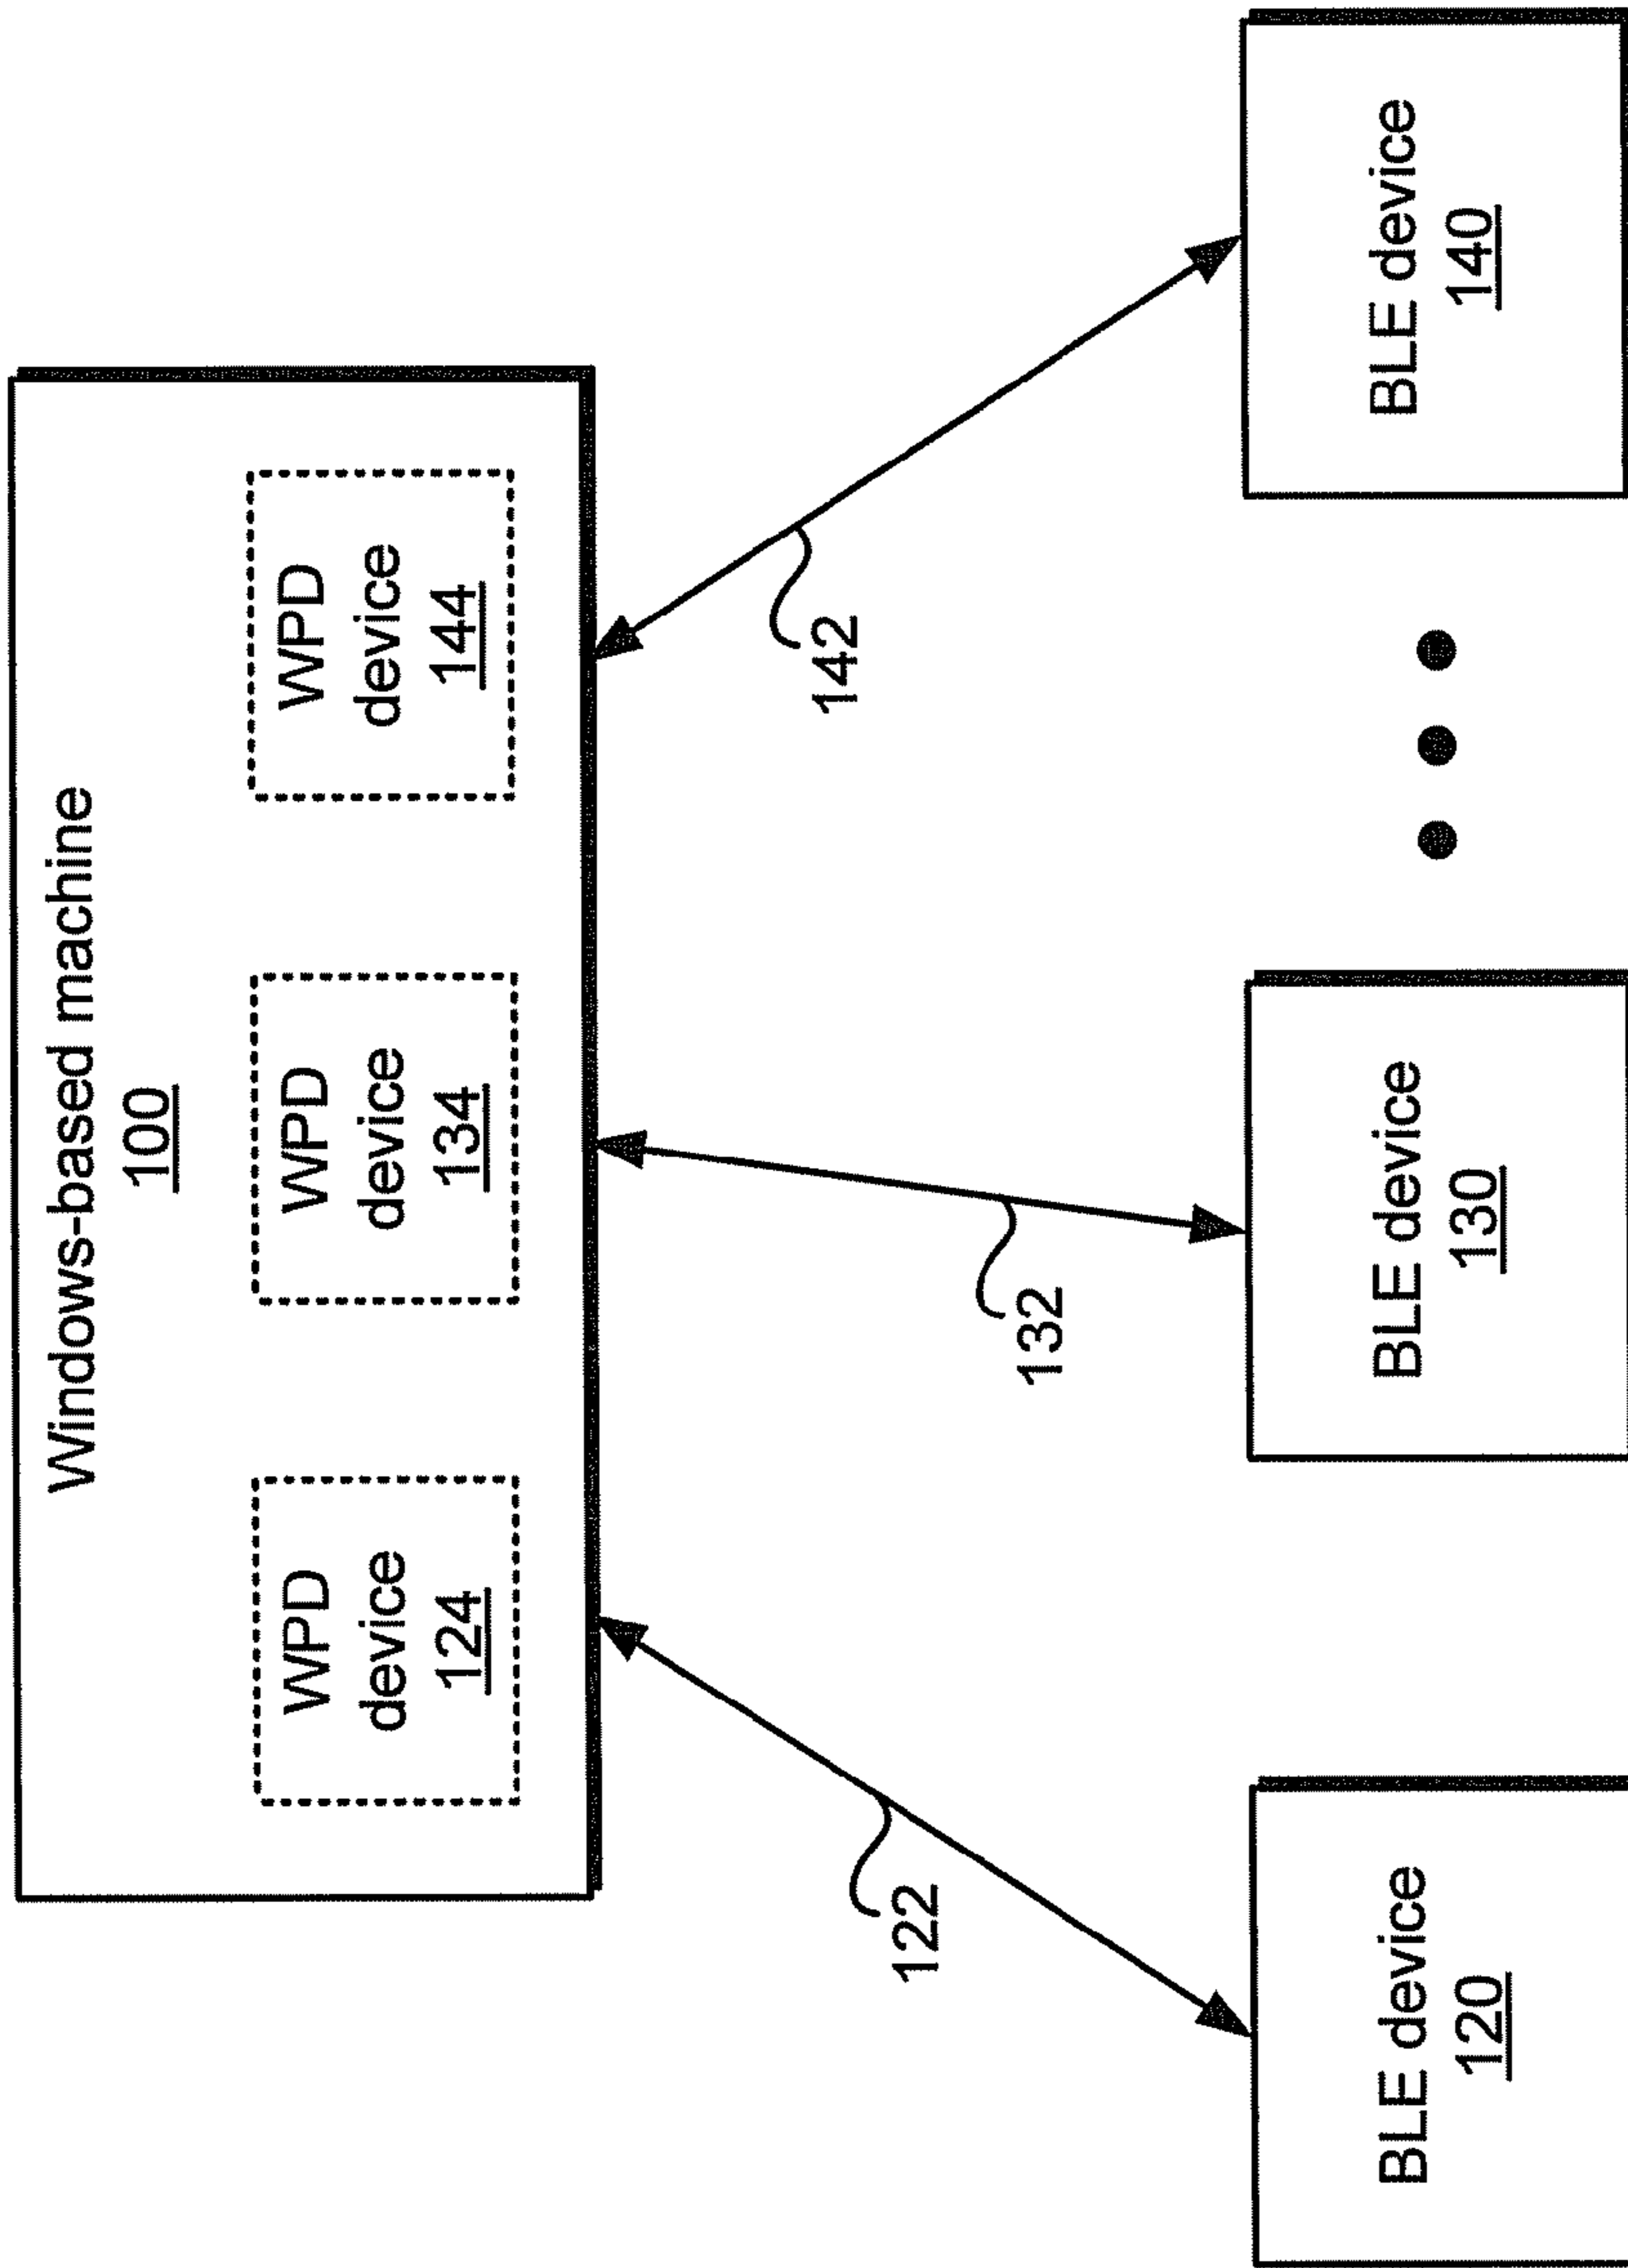 Windows-based machine
100
WPD
device
124
WPD
device
134
WPD
device
144
122
132
142
BLE device
120
BLE device
130
BLE device
140